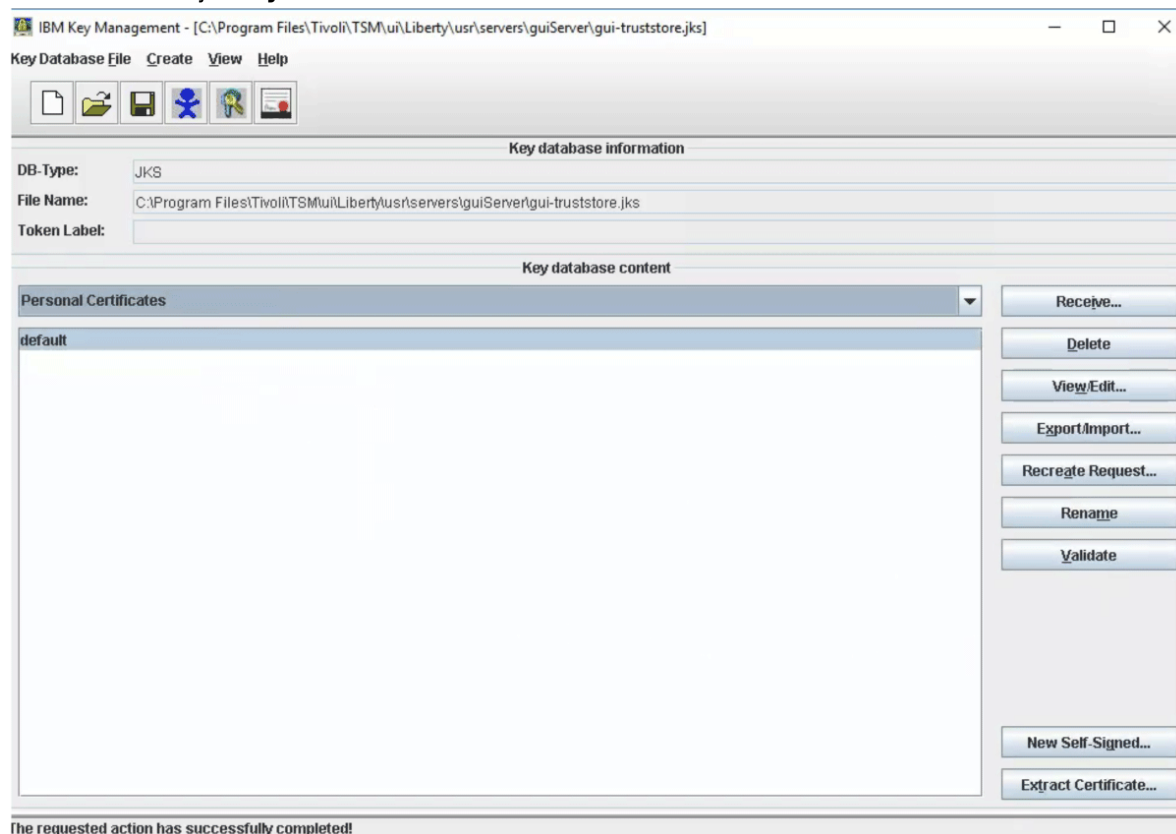 IBM Key Management - [C:\Program Files\Tivoli\TSM\ui\Liberty\usr\servers\guiServer\gui-truststore.jks]
Key Database File Create View Help
Key database information
DB-Type: JKS
File Name: C:\Program Files\Tivoli\TSM\ui\Liberty\usr\servers\guiServer\gui-truststore.jks
Token Label:
Key database content
Personal Certificates
Receive...
default
Delete
View/Edit...
Export/Import...
Recreate Request...
Rename
Validate
New Self-Signed...
Extract Certificate...
The requested action has successfully completed!